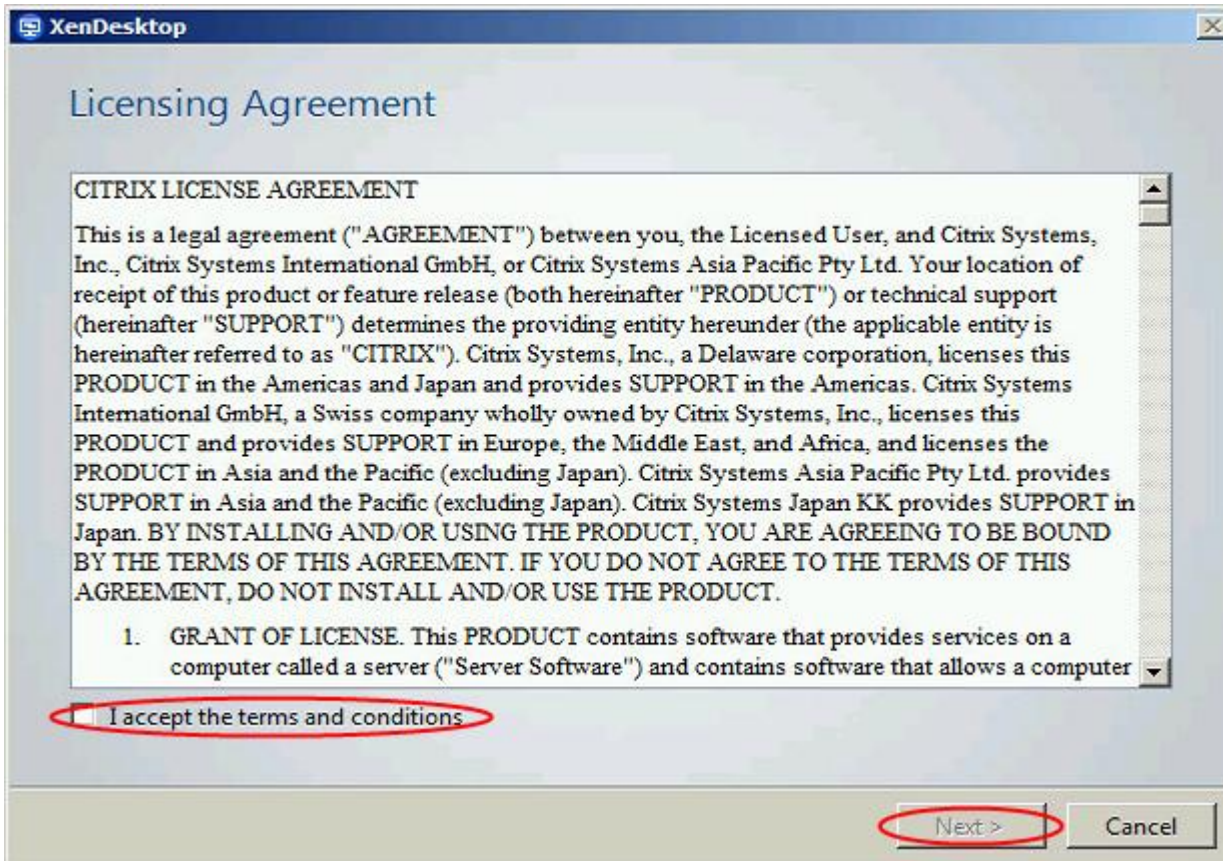 XenDesktop
Licensing Agreement
CITRIX LICENSE AGREEMENT
This is a legal agreement ("AGREEMENT") between you, the Licensed User, and Citrix Systems,
Inc., Citrix Systems International GmbH, or Citrix Systems Asia Pacific Pty Ltd. Your location of
receipt of this product or feature release (both hereinafter "PRODUCT") or technical support
(hereinafter "SUPPORT") determines the providing entity hereunder (the applicable entity is
hereinafter referred to as "CITRIX"). Citrix Systems, Inc., a Delaware corporation, licenses this
PRODUCT in the Americas and Japan and provides SUPPORT in the Americas. Citrix Systems
International GmbH, a Swiss company wholly owned by Citrix Systems, Inc., licenses this
PRODUCT and provides SUPPORT in Europe, the Middle East, and Africa, and licenses the
PRODUCT in Asia and the Pacific (excluding Japan). Citrix Systems Asia Pacific Pty Ltd. provides
SUPPORT in Asia and the Pacific (excluding Japan). Citrix Systems Japan KK provides SUPPORT in
Japan. BY INSTALLING AND/OR USING THE PRODUCT, YOU ARE AGREEING TO BE BOUND
BY THE TERMS OF THIS AGREEMENT. IF YOU DO NOT AGREE TO THE TERMS OF THIS
AGREEMENT, DO NOT INSTALL AND/OR USE THE PRODUCT.
1. GRANT OF LICENSE. This PRODUCT contains software that provides services on a
computer called a server ("Server Software") and contains software that allows a computer
I accept the terms and conditions
Next >
Cancel